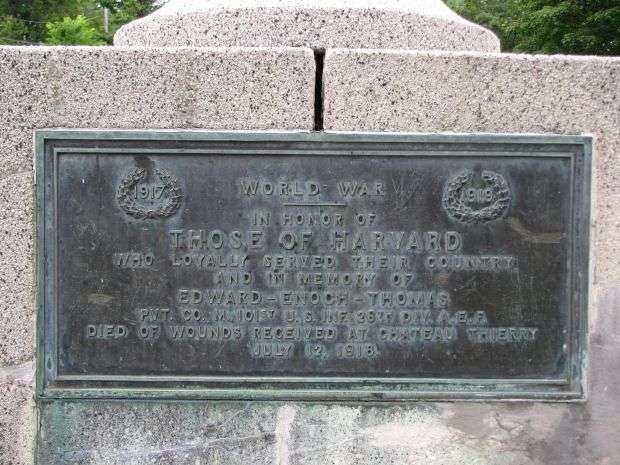 1917 WORLD WAR 1918
IN HONOR OF
THOSE OF HARVARD
WHO LOYALLY SERVED THEIR COUNTRY
AND IN MEMORY OF
EDWARD-ENOCH-THOMAS
PVT. CO. M. 101ST U.S. INF. 26TH DIV. A.E.F.
DIED OF WOUNDS RECEIVED AT CHATEAU THIERRY
JULY 12, 1918